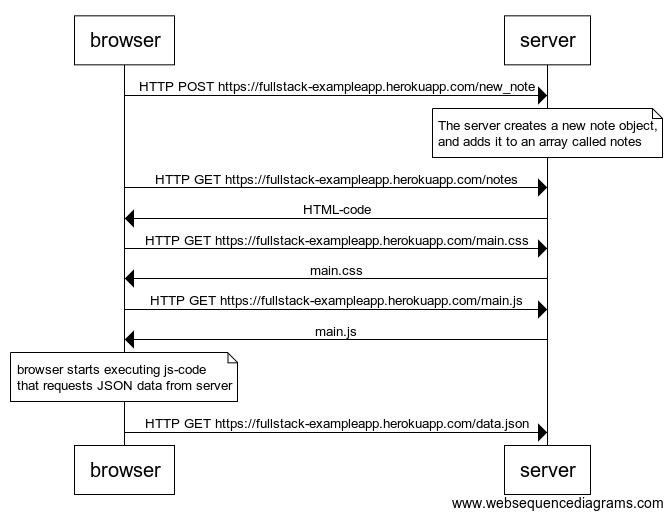 browser
server
HTTP POST https://fullstack-exampleapp.herokuapp.com/new_note
The server creates a new note object,
and adds it to an array called notes
HTTP GET https://fullstack-exampleapp.herokuapp.com/notes
HTML-code
HTTP GET https://fullstack-exampleapp.herokuapp.com/main.css
main.css
HTTP GET https://fullstack-exampleapp.herokuapp.com/main.js
main.js
browser starts executing js-code
that requests JSON data from server
HTTP GET https://fullstack-exampleapp.herokuapp.com/data.json
browser
server
www.websequencediagrams.com